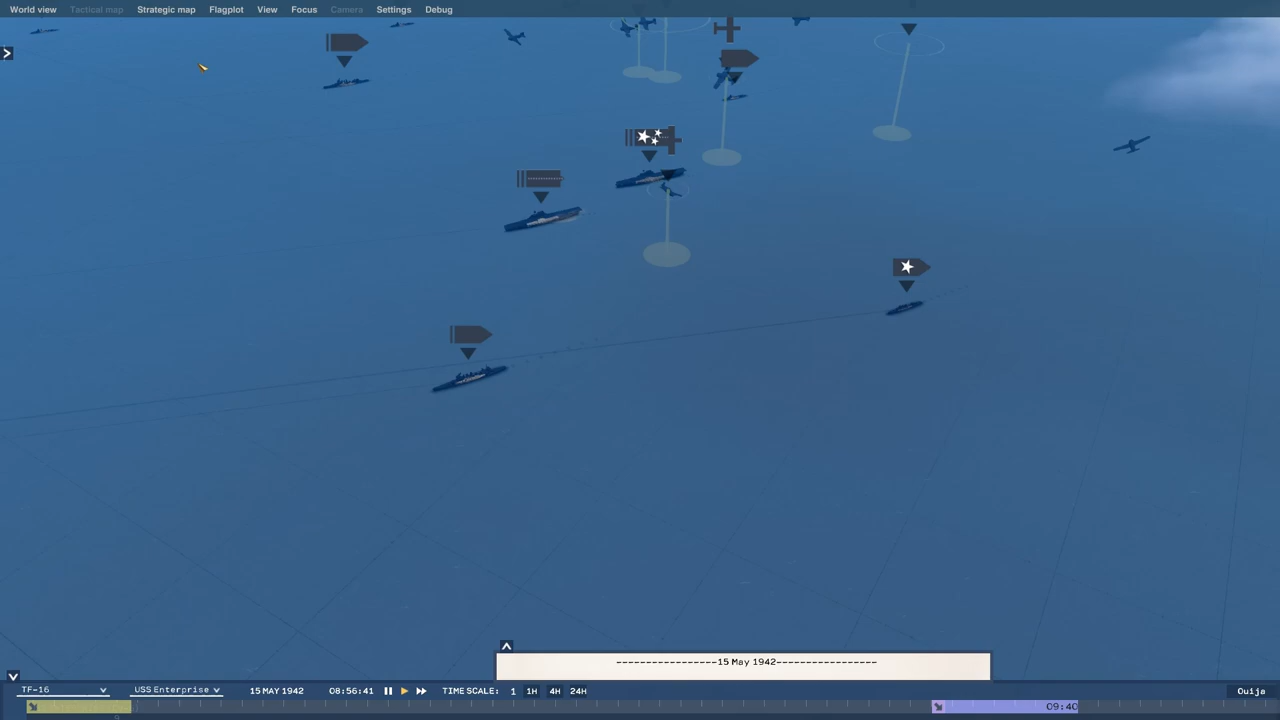 World view Tactical map Strategic map Flagplot View Focus Camera Settings Debug
-----------------15 May 1942-----------------
TF-16 USS Enterprise 15 MAY 1942 08:56:41 TIME SCALE: 1 1H 4H 24H Ouija
09:40
9